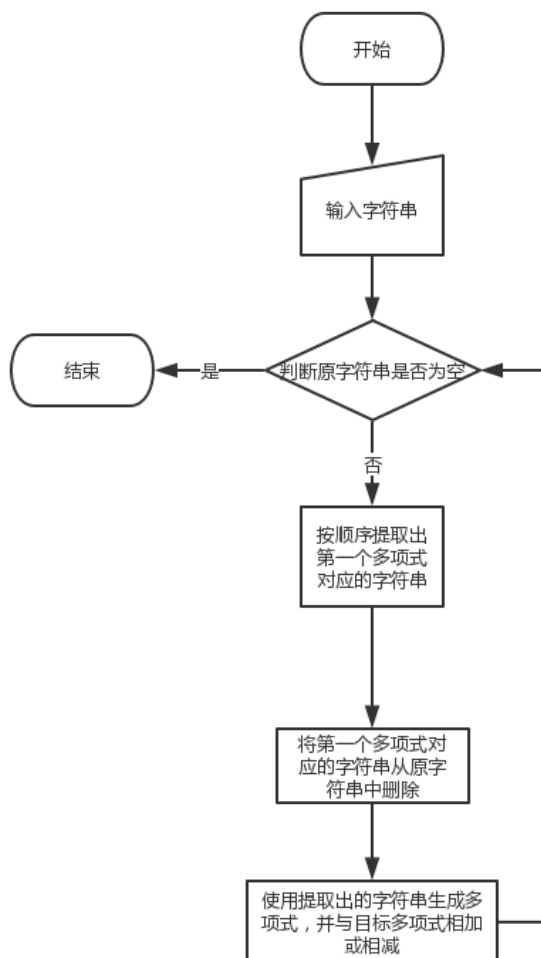 开始
输入字符串
判断原字符串是否为空
是
结束
否
按顺序提取出
第一个多项式
对应的字符串
将第一个多项式对
应的字符串从原字
符串中删除
使用提取出的字符串生成多
项式，并与目标多项式相加
或相减